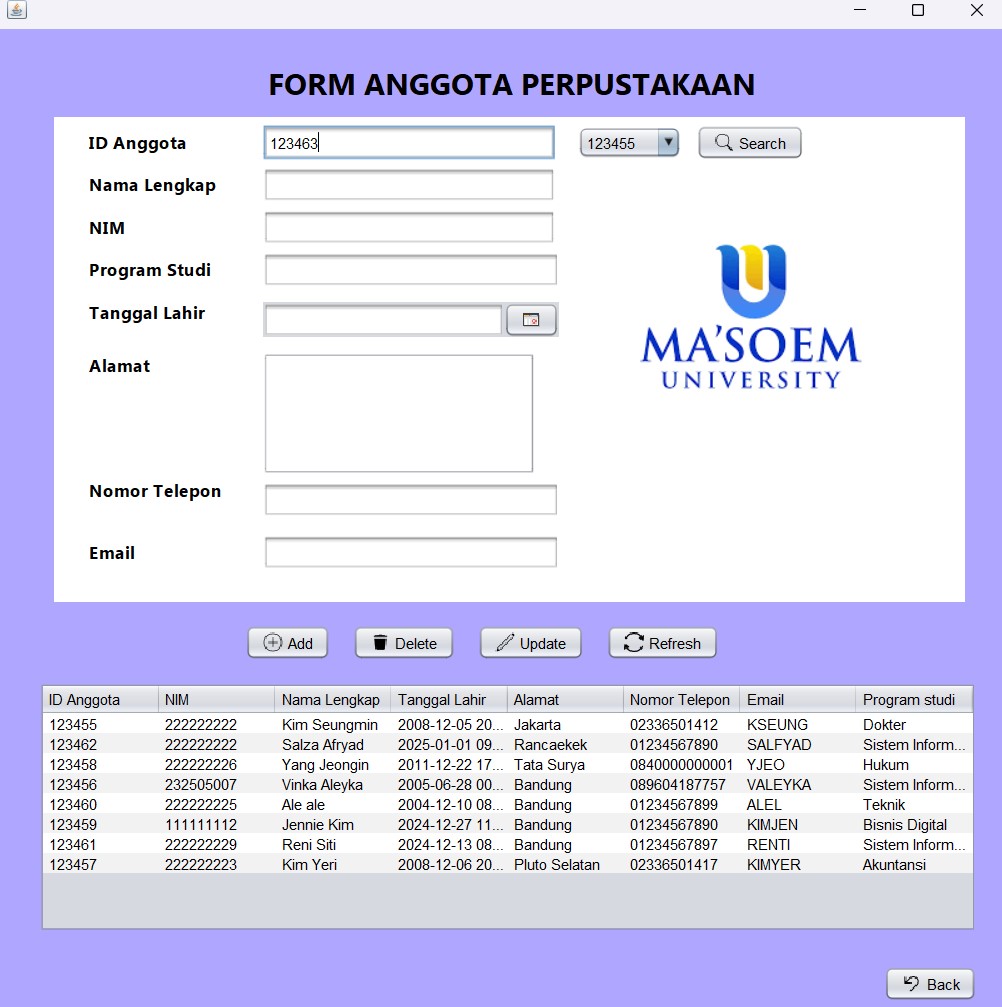 FORM ANGGOTA PERPUSTAKAAN
ID Anggota 123463 123455 Search
Nama Lengkap
NIM
Program Studi
Tanggal Lahir
MA'SOEM
UNIVERSITY
Alamat
Nomor Telepon
Email
Add Delete Update Refresh
ID Anggota NIM Nama Lengkap Tanggal Lahir Alamat Nomor Telepon Email Program studi
123455 222222222 Kim Seungmin 2008-12-05 20... Jakarta 02336501412 KSEUNG Dokter
123462 222222222 Salza Afryad 2025-01-01 09... Rancaekek 01234567890 SALFYAD Sistem Inform...
123458 222222226 Yang Jeongin 2011-12-22 17... Tata Surya 0840000000001 YJEO Hukum
123456 232505007 Vinka Aleyka 2005-06-28 00... Bandung 089604187757 VALEYKA Sistem Inform...
123460 222222225 Ale ale 2004-12-10 08... Bandung 01234567899 ALEL Teknik
123459 111111112 Jennie Kim 2024-12-27 11... Bandung 01234567890 KIMJEN Bisnis Digital
123461 222222229 Reni Siti 2024-12-13 08... Bandung 01234567897 RENTI Sistem Inform...
123457 222222223 Kim Yeri 2008-12-06 20... Pluto Selatan 02336501417 KIMYER Akuntansi
Back